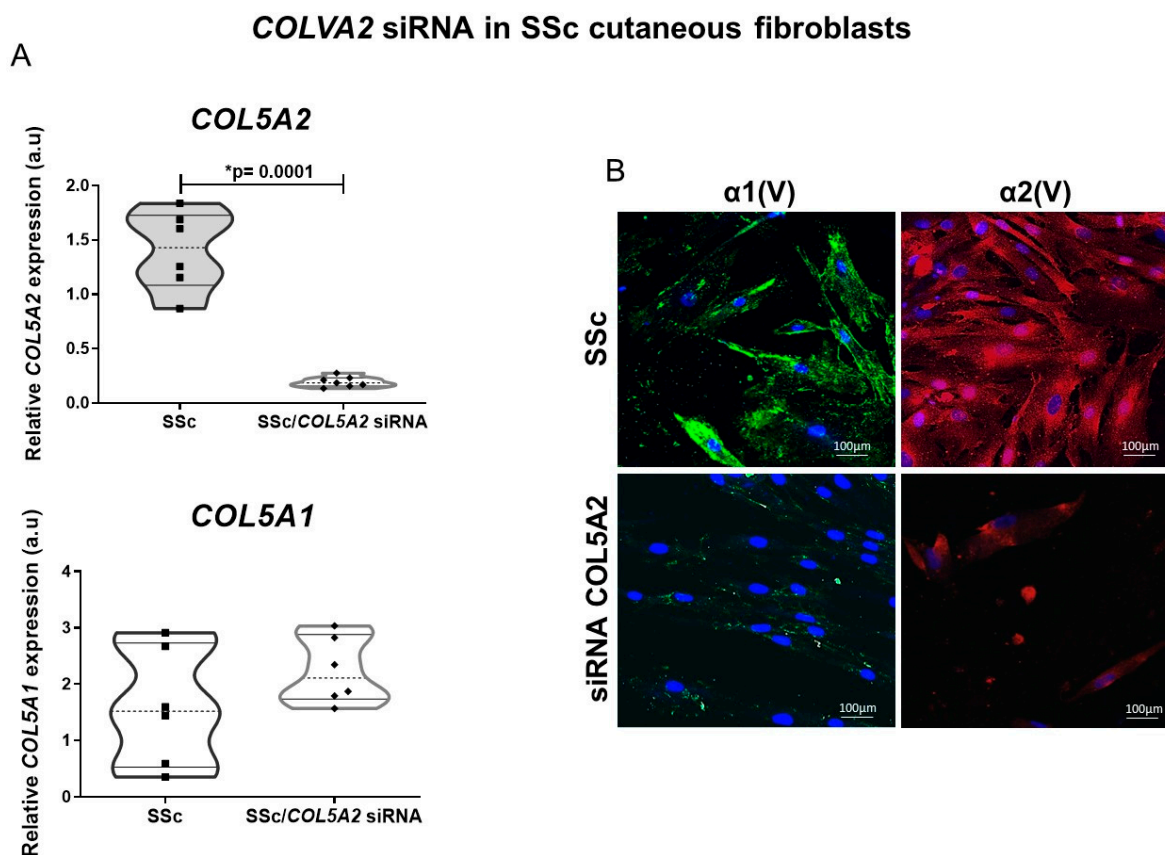 COLVA2 siRNA in SSc cutaneous fibroblasts
A
COL5A2
Relative COL5A2 expression (a.u)
*p= 0.0001
2.0
1.5
1.0
0.5
0.0
SSc
SSc/COL5A2 siRNA
COL5A1
Relative COL5A1 expression (a.u)
4
3
2
1
0
SSc
SSc/COL5A2 siRNA
B
α1(V)
α2(V)
SSc
100µm
100µm
siRNA COL5A2
100µm
100µm